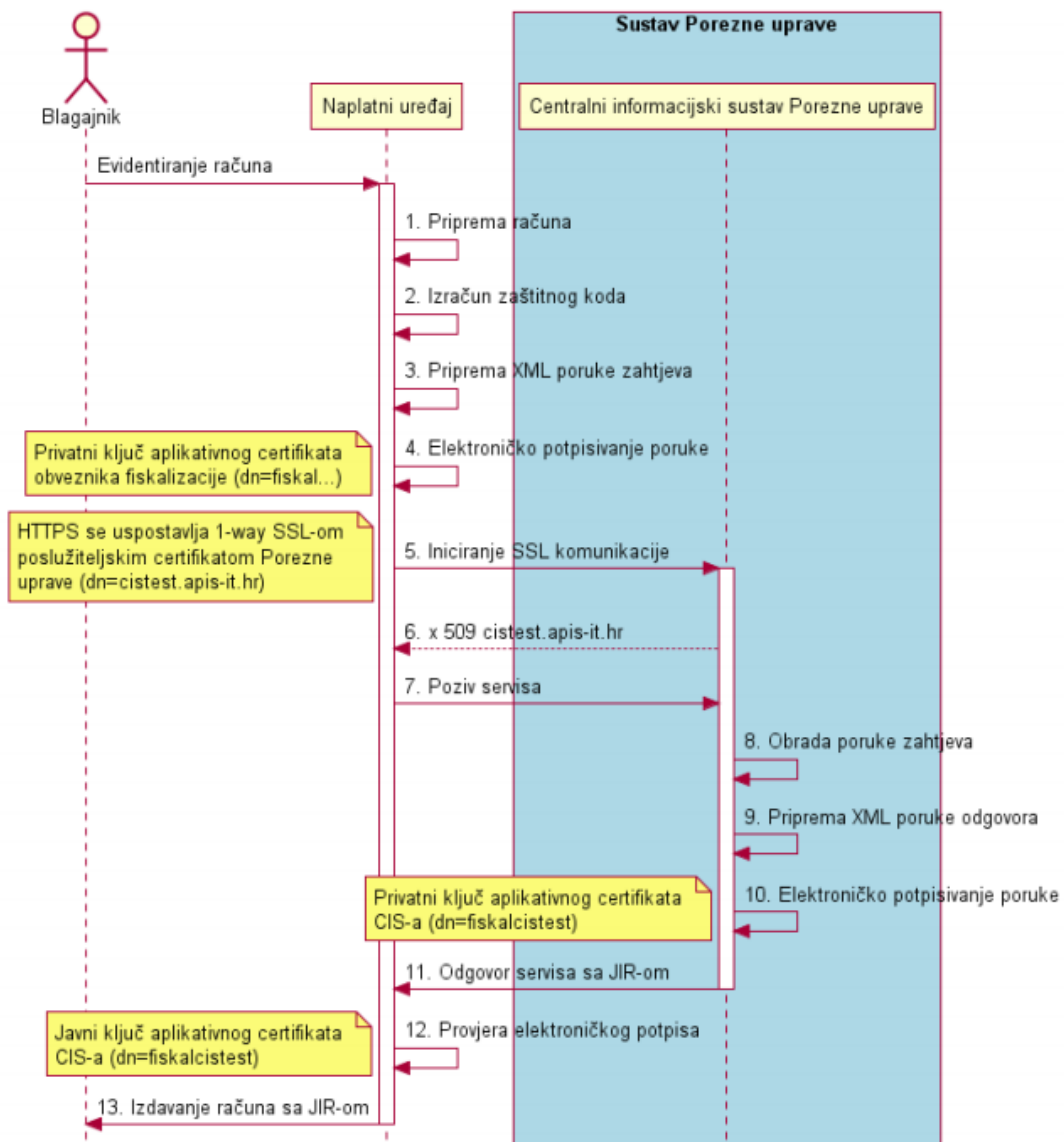 Sustav Porezne uprave
Blagajnik
Naplatni uređaj
Centralni informacijski sustav Porezne uprave
Evidentiranje računa
1. Priprema računa
2. Izračun zaštitnog koda
3. Priprema XML poruke zahtjeva
Privatni ključ aplikativnog certifikata
obveznika fiskalizacije (dn=fiskal...)
4. Elektroničko potpisivanje poruke
HTTPS se uspostavlja 1-way SSL-om
poslužiteljskim certifikatom Porezne
uprave (dn=cistest.apis-it.hr)
5. Iniciranje SSL komunikacije
6. x 509 cistest.apis-it.hr
7. Poziv servisa
8. Obrada poruke zahtjeva
9. Priprema XML poruke odgovora
Privatni ključ aplikativnog certifikata
CIS-a (dn=fiskalcistest)
10. Elektroničko potpisivanje poruke
11. Odgovor servisa sa JIR-om
Javni ključ aplikativnog certifikata
CIS-a (dn=fiskalcistest)
12. Provjera elektroničkog potpisa
13. Izdavanje računa sa JIR-om